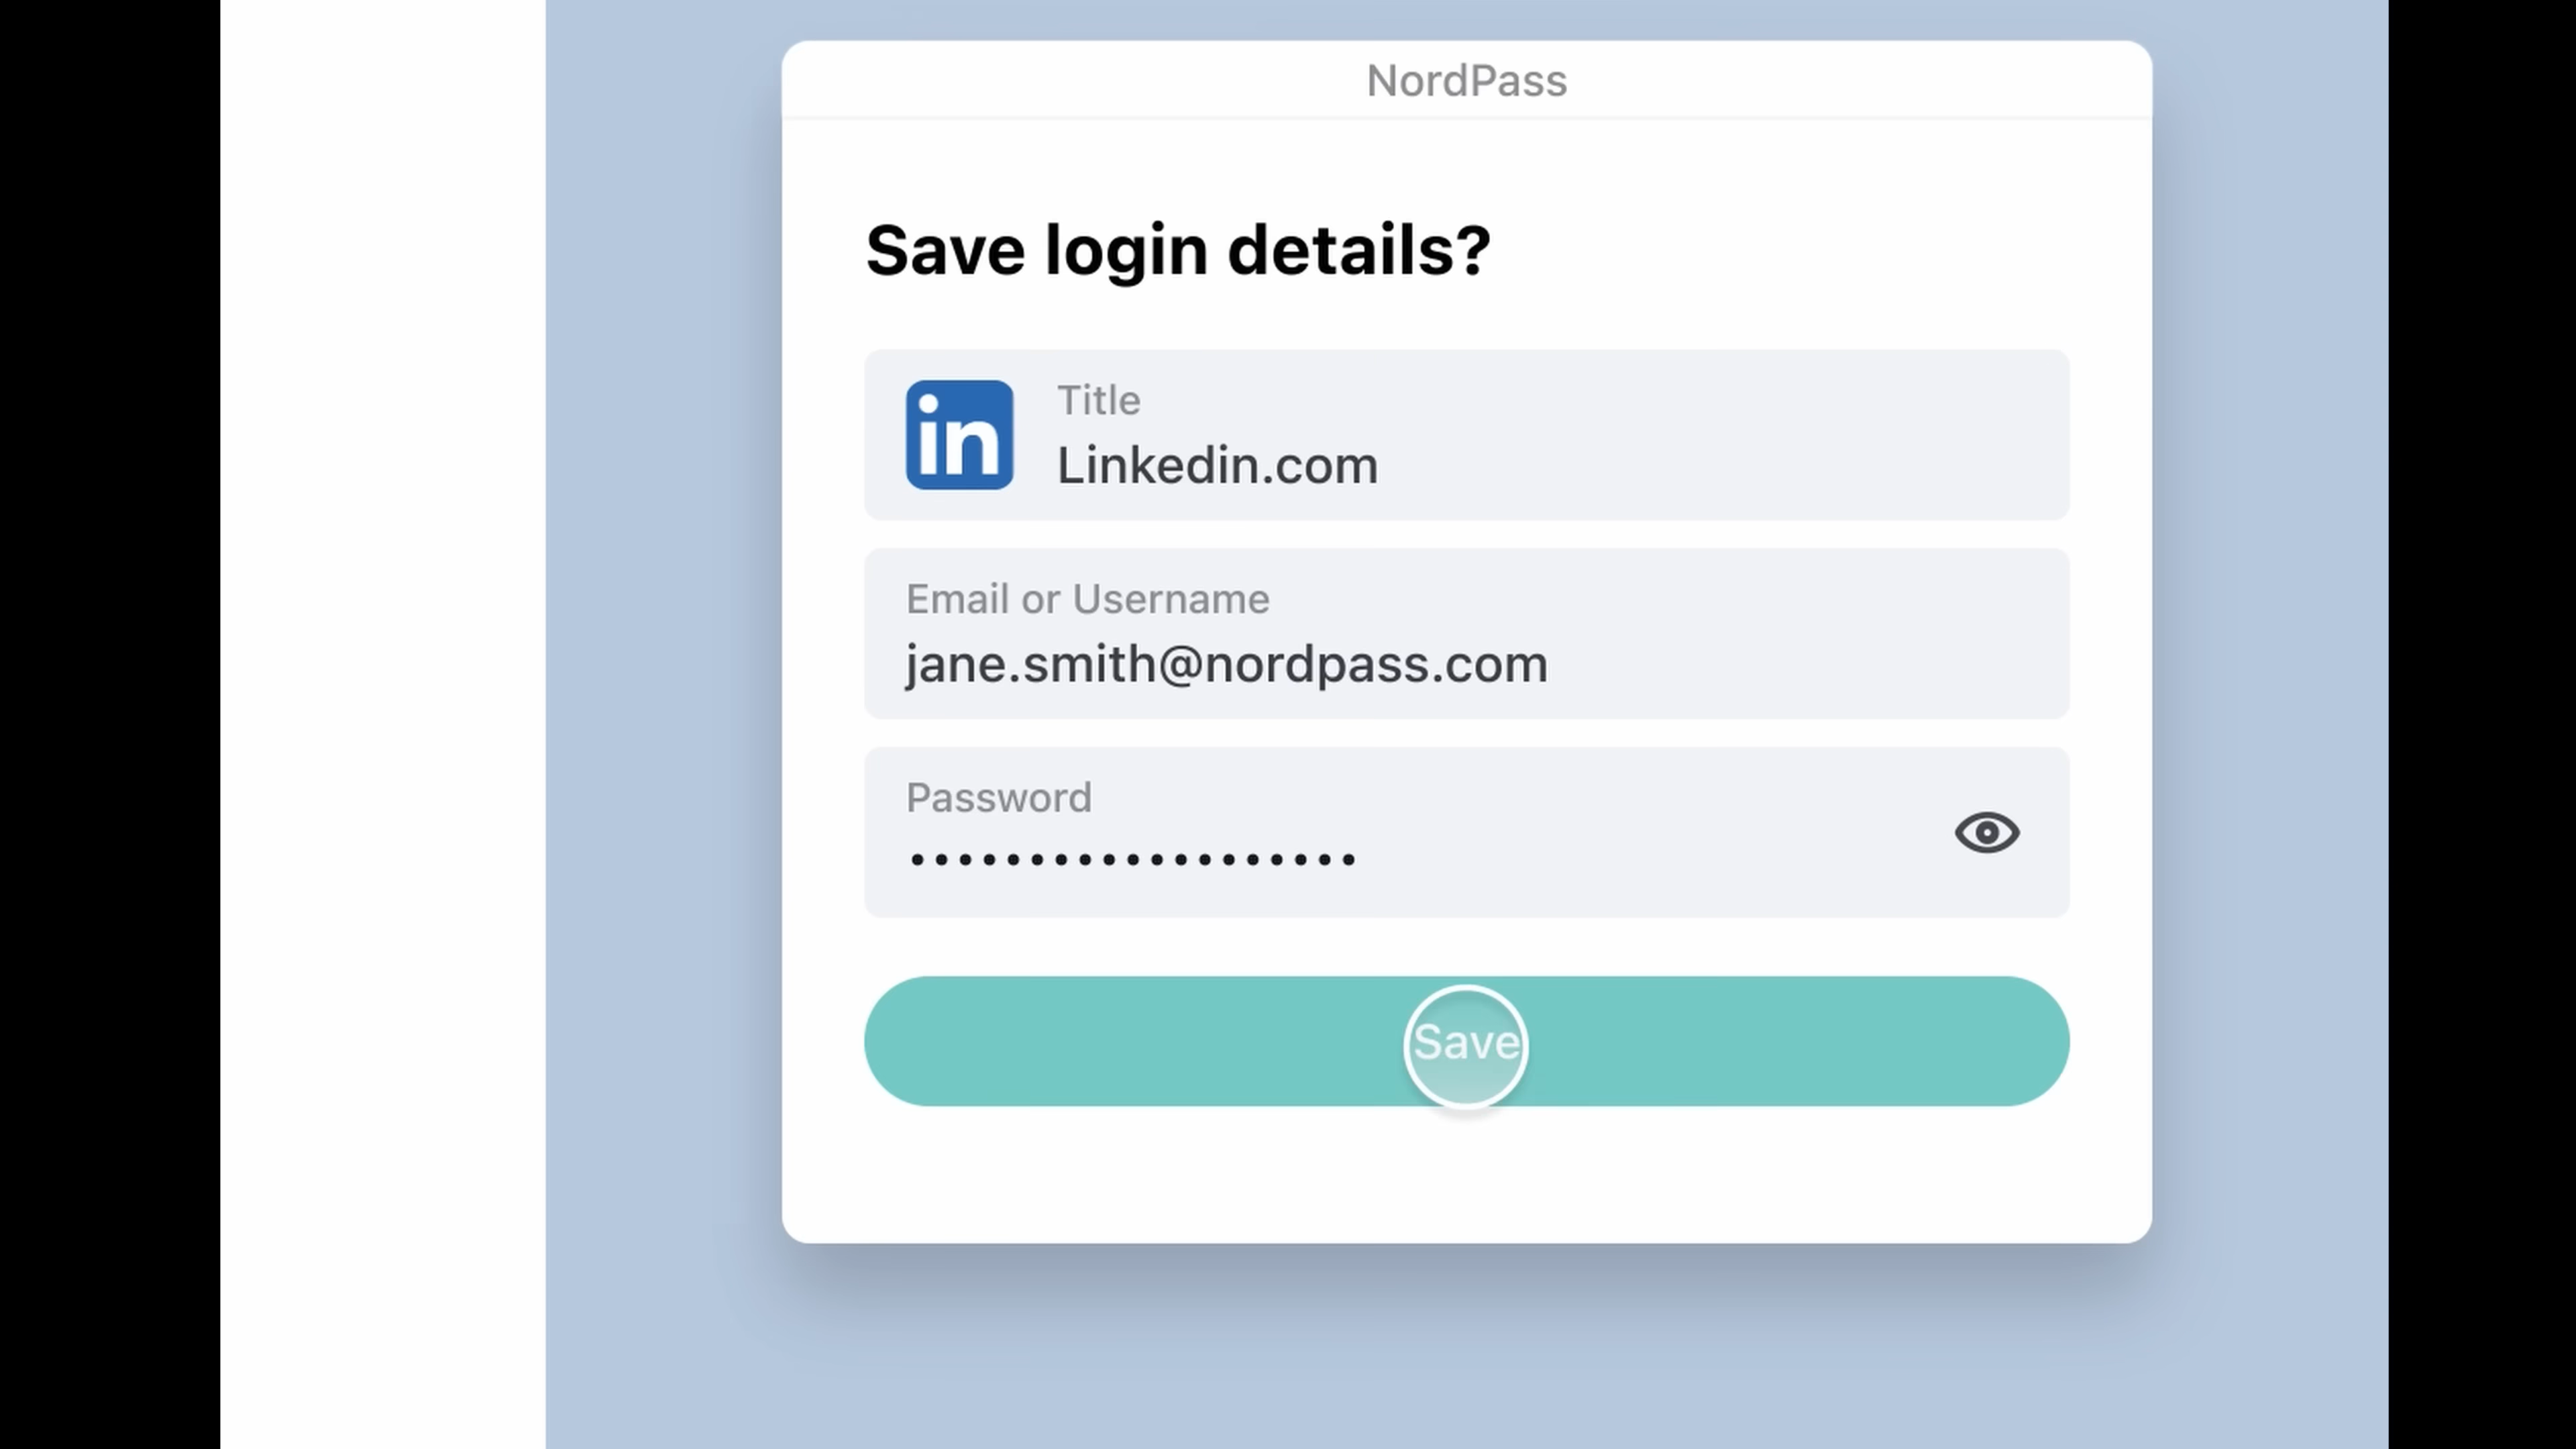 NordPass
Save login details?
in
Title
Linkedin.com
Email or Username
jane.smith@nordpass.com
Password
•••••••••••••••••••
Save